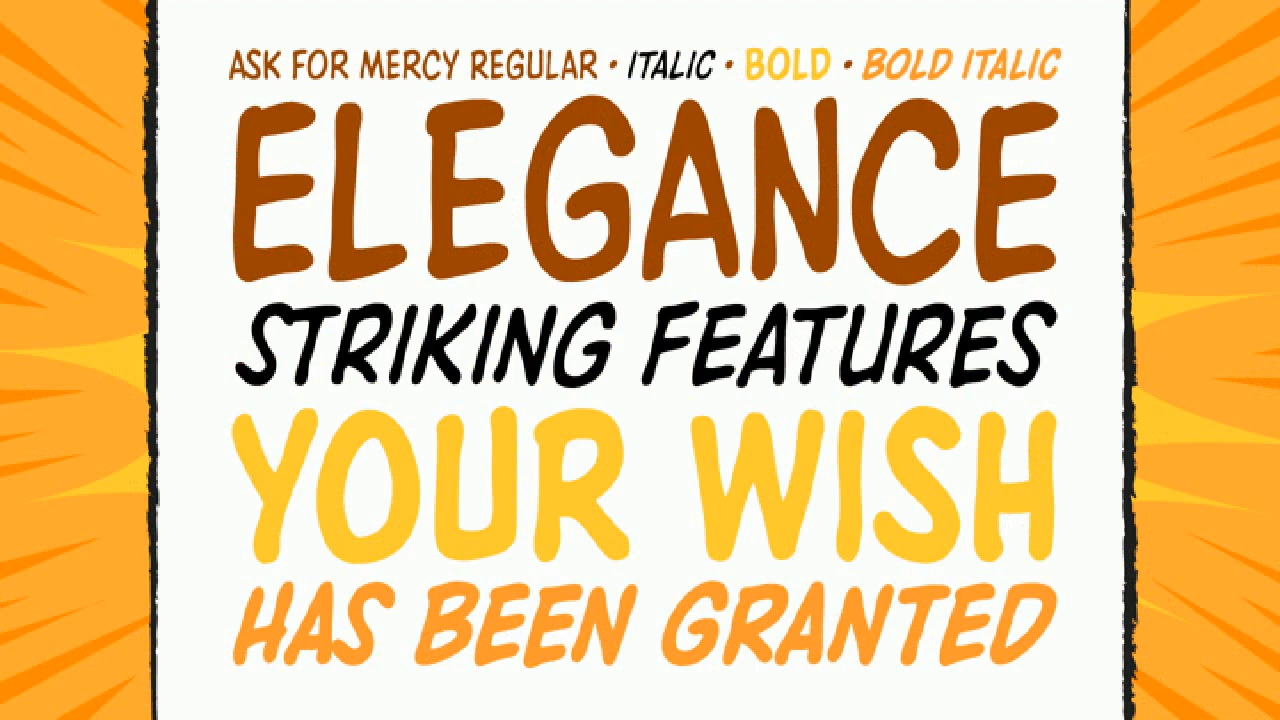 ASK FOR MERCY REGULAR · ITALIC · BOLD · BOLD ITALIC
ELEGANCE
STRIKING FEATURES
YOUR WISH
HAS BEEN GRANTED